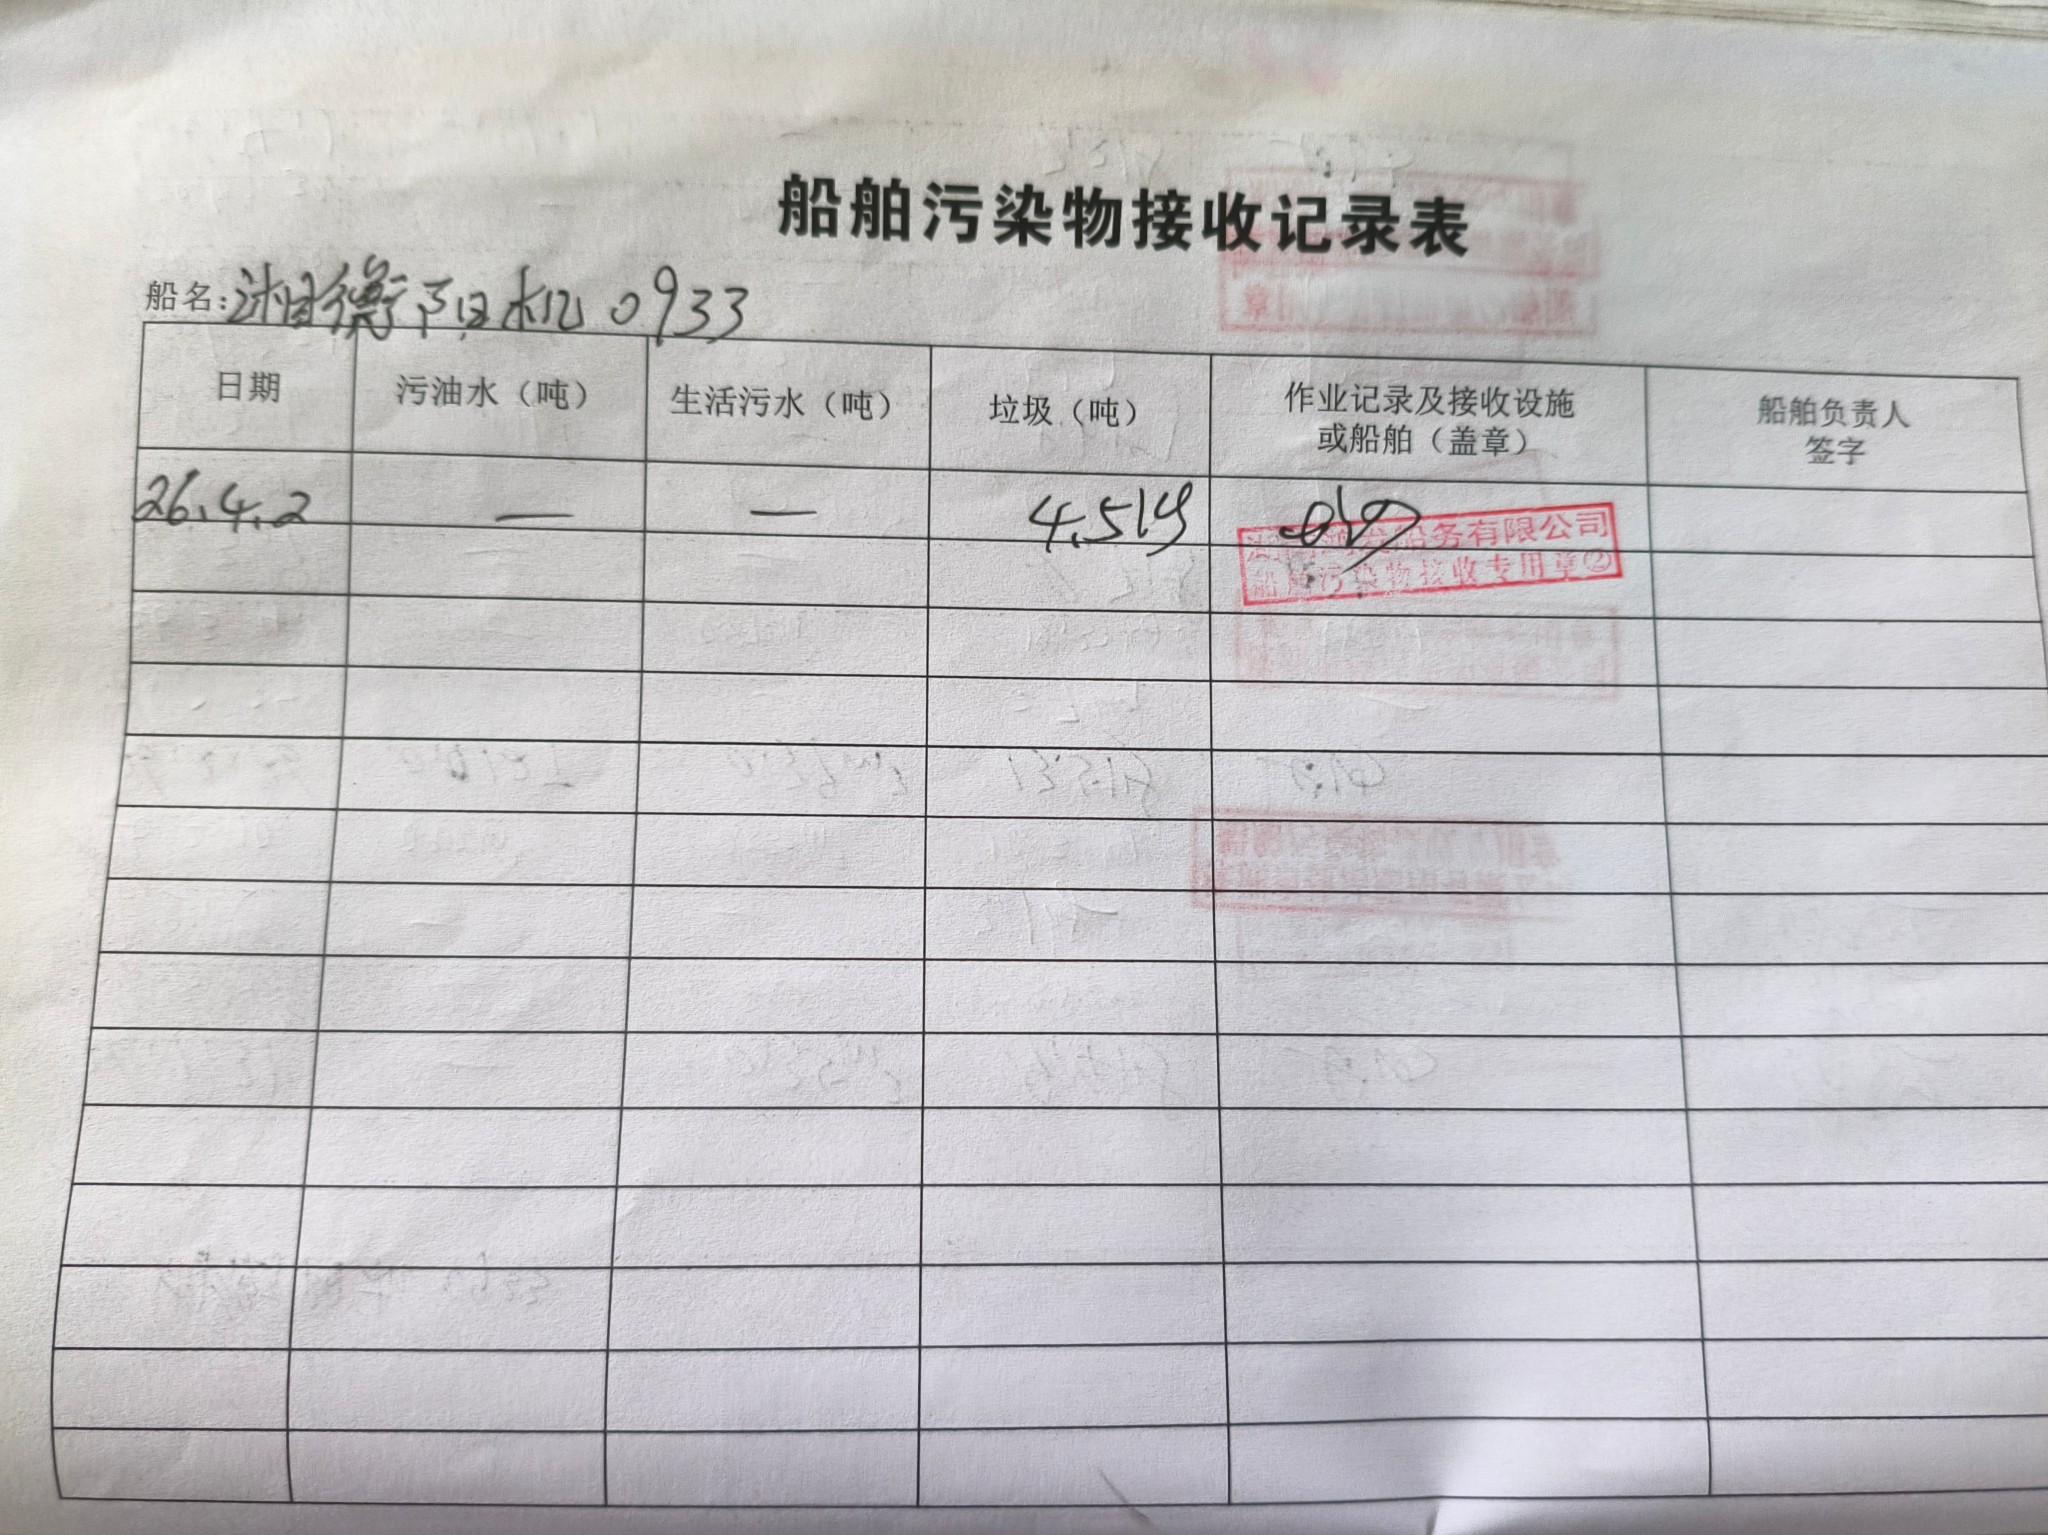 船舶污染物接收记录表
船名:湘衡阳机0933
日期 污油水（吨） 生活污水（吨） 垃圾（吨） 作业记录及接收设施或船舶（盖章） 船舶负责人签字
26.4.2 — — 4.51g
船务有限公司
船舶污染物接收专用章②